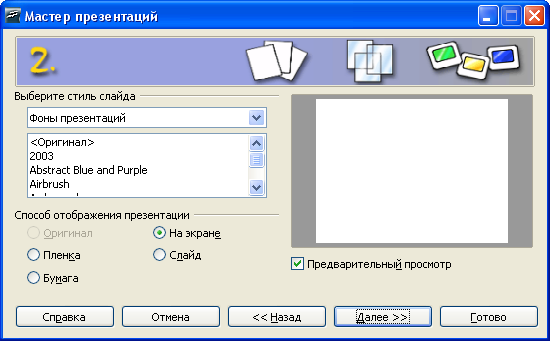 Мастер презентаций
2.
Выберите стиль слайда
Фоны презентаций
<Оригинал>
2003
Abstract Blue and Purple
Airbrush
Способ отображения презентации
Оригинал
На экране
Пленка
Слайд
Бумага
Предварительный просмотр
Справка
Отмена
<< Назад
Далее >>
Готово